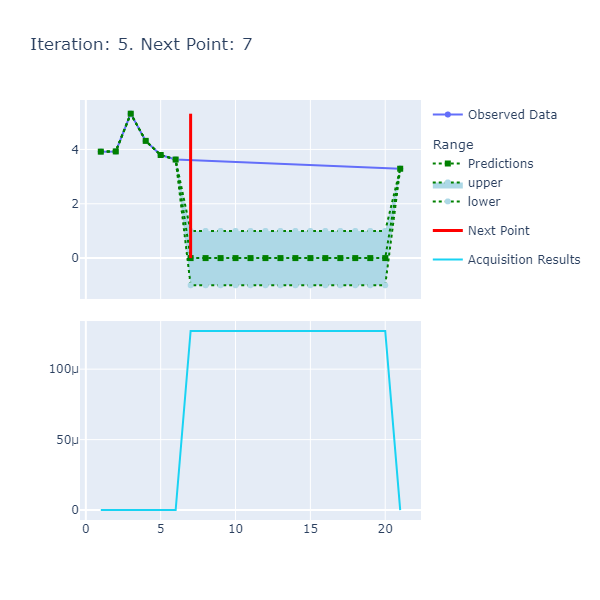 Iteration: 5. Next Point: 7
Observed Data
Range
Predictions
upper
lower
Next Point
Acquisition Results
4
2
0
100μ
50μ
0
0
5
10
15
20